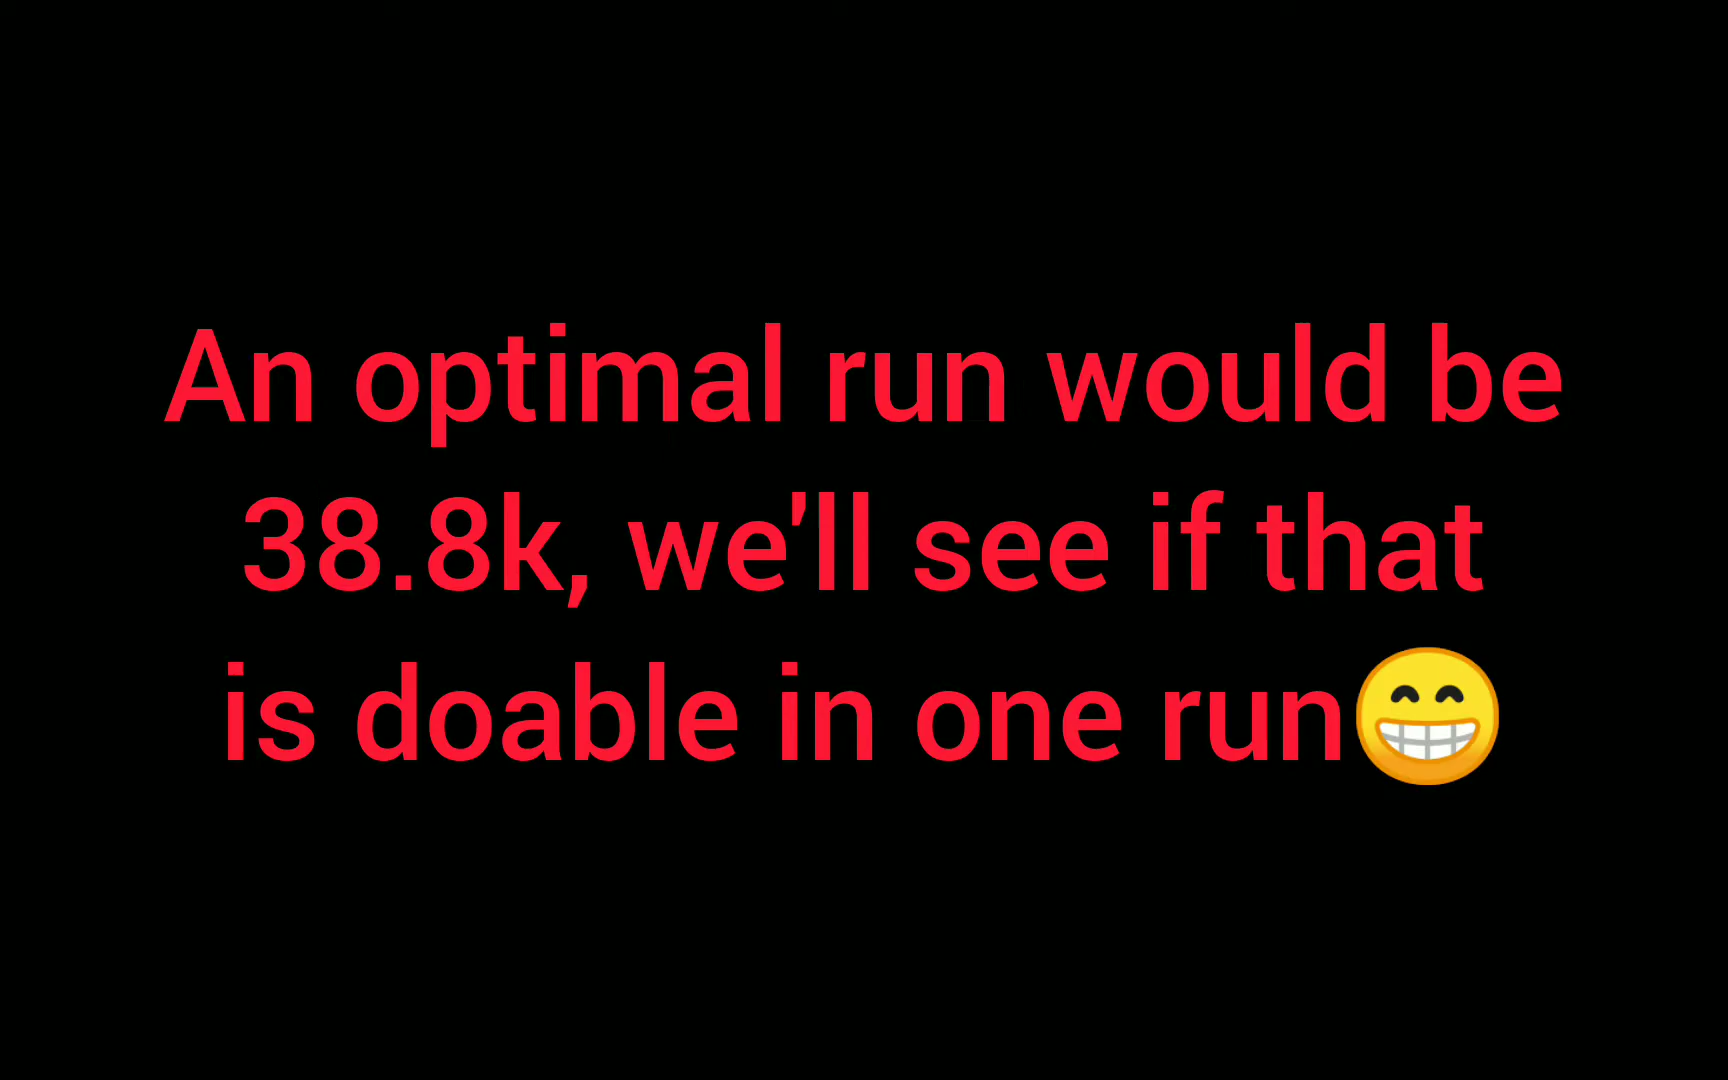 An optimal run would be
38.8k, we'll see if that
is doable in one run😁